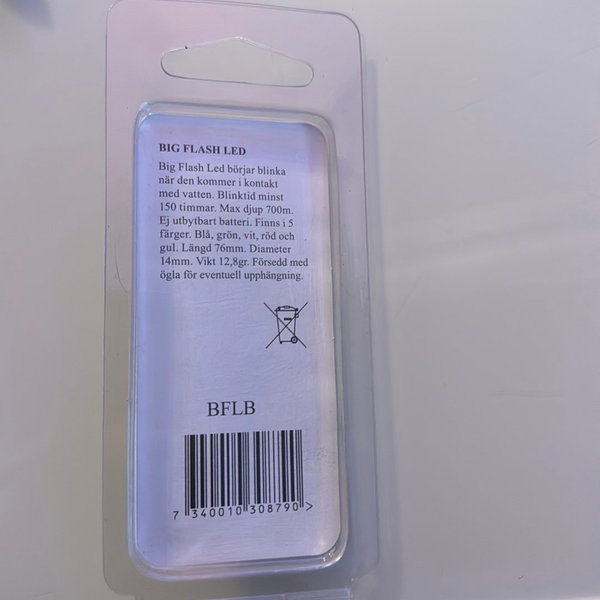 BIG FLASH LED
Big Flash Led börjar blinka
när den kommer i kontakt
med vatten. Blinktid minst
150 timmar. Max djup 700m.
Ej utbytbart batteri. Finns i 5
färger. Blå, grön, vit, röd och
gul. Längd 76mm. Diameter
14mm. Vikt 12,8gr. Försedd med
ögla för eventuell upphängning.
BFLB
7 340010 308790 >